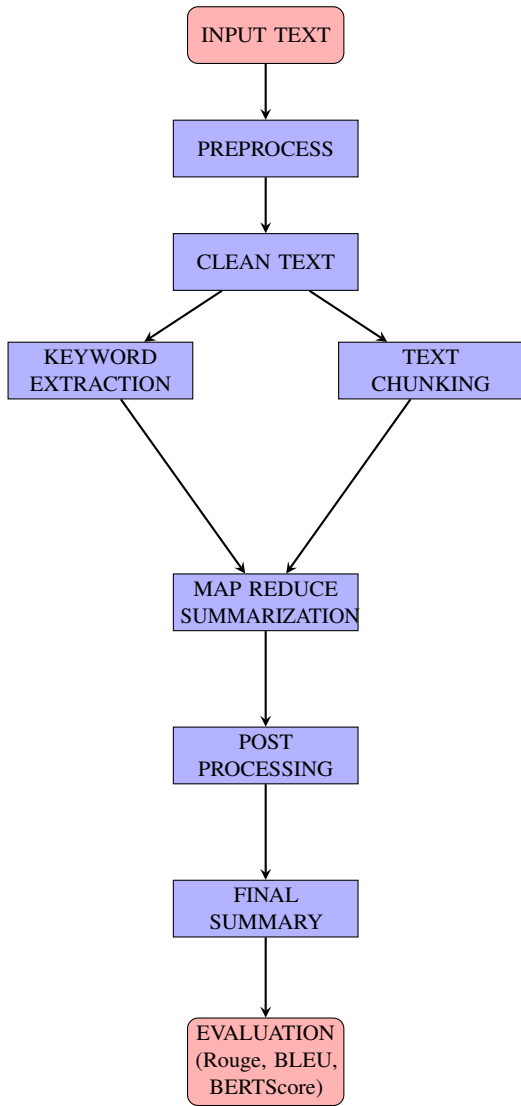 INPUT TEXT
PREPROCESS
CLEAN TEXT
KEYWORD
EXTRACTION
TEXT
CHUNKING
MAP REDUCE
SUMMARIZATION
POST
PROCESSING
FINAL
SUMMARY
EVALUATION
(Rouge, BLEU,
BERTScore)